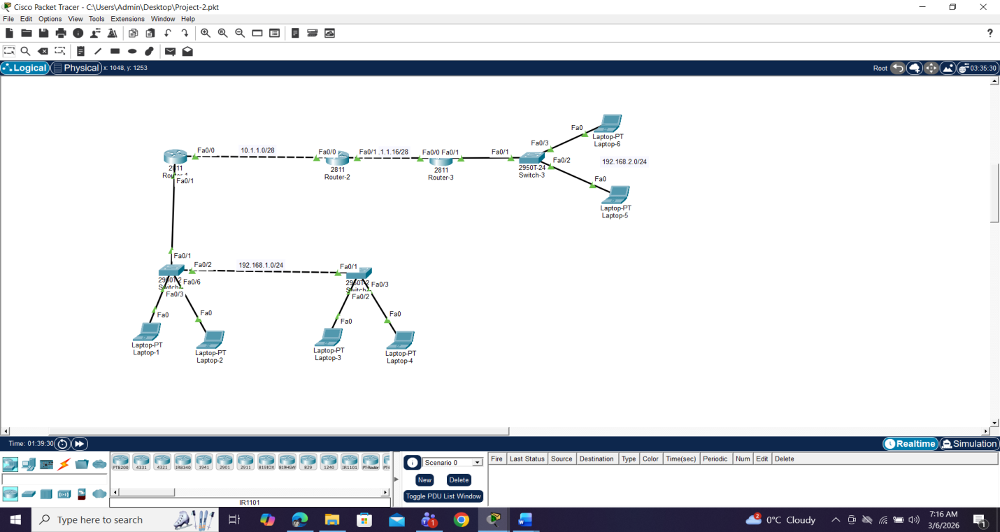 Cisco Packet Tracer - C:\Users\Admin\Desktop\Project-2.pkt
File Edit Options View Tools Extensions Window Help
?
Logical Physical x: 1048, y: 1253 Root 03:35:30
Fa0
Laptop-PT
Laptop-6
Fa0/3
Fa0/0 10.1.1.0/28 Fa0/0 Fa0/1 .1.1.16/28 Fa0/0 Fa0/1 Fa0/1
Fa0/2 192.168.2.0/24
2811
2811
Router-2
2811
Router-3
2950T-24
Switch-3
Fa0/1
Fa0
Laptop-PT
Laptop-5
Fa0/1
Fa0/2 192.168.1.0/24 Fa0/1
Fa0/6
Fa0/3
Fa0/3
Fa0/2
Fa0 Fa0 Fa0 Fa0
Laptop-PT
Laptop-1
Laptop-PT
Laptop-2
Laptop-PT
Laptop-3
Laptop-PT
Laptop-4
Time: 01:39:30 Realtime Simulation
PT8200 4331 4321 IR8340 1941 2901 2911 819IOX 819HGW 829 1240 IR1101 PT-Router
IR1101
Scenario 0
New Delete
Toggle PDU List Window
Fire Last Status Source Destination Type Color Time(sec) Periodic Num Edit Delete
Type here to search
1
2
0°C Cloudy
7:16 AM
3/6/2026
1